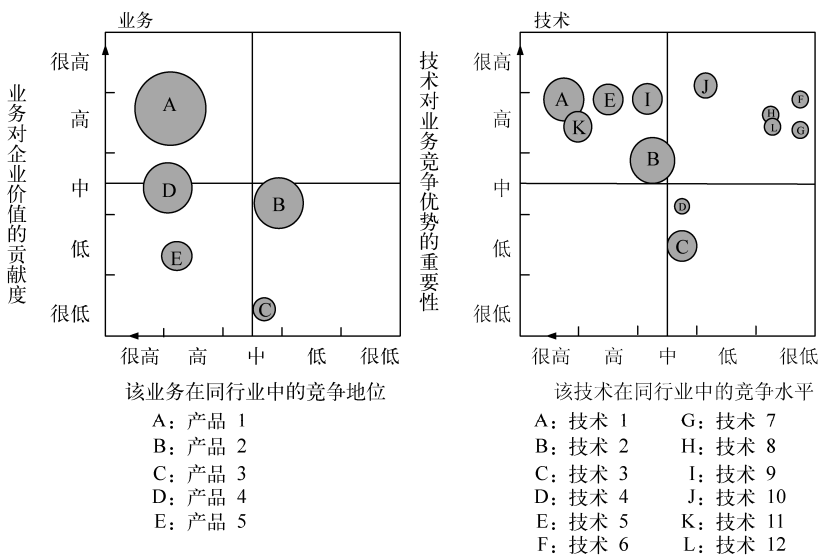 业务
很高
高
中
低
很低
业务对企业价值的贡献度
A
D
B
E
C
很高 高 中 低 很低
该业务在同行业中的竞争地位
A：产品 1
B：产品 2
C：产品 3
D：产品 4
E：产品 5
技术
很高
高
中
低
很低
技术对业务竞争优势的重要性
J
A
E
I
F
H
K
L
G
B
D
C
很高 高 中 低 很低
该技术在同行业中的竞争水平
A：技术 1
B：技术 2
C：技术 3
D：技术 4
E：技术 5
F：技术 6
G：技术 7
H：技术 8
I：技术 9
J：技术 10
K：技术 11
L：技术 12